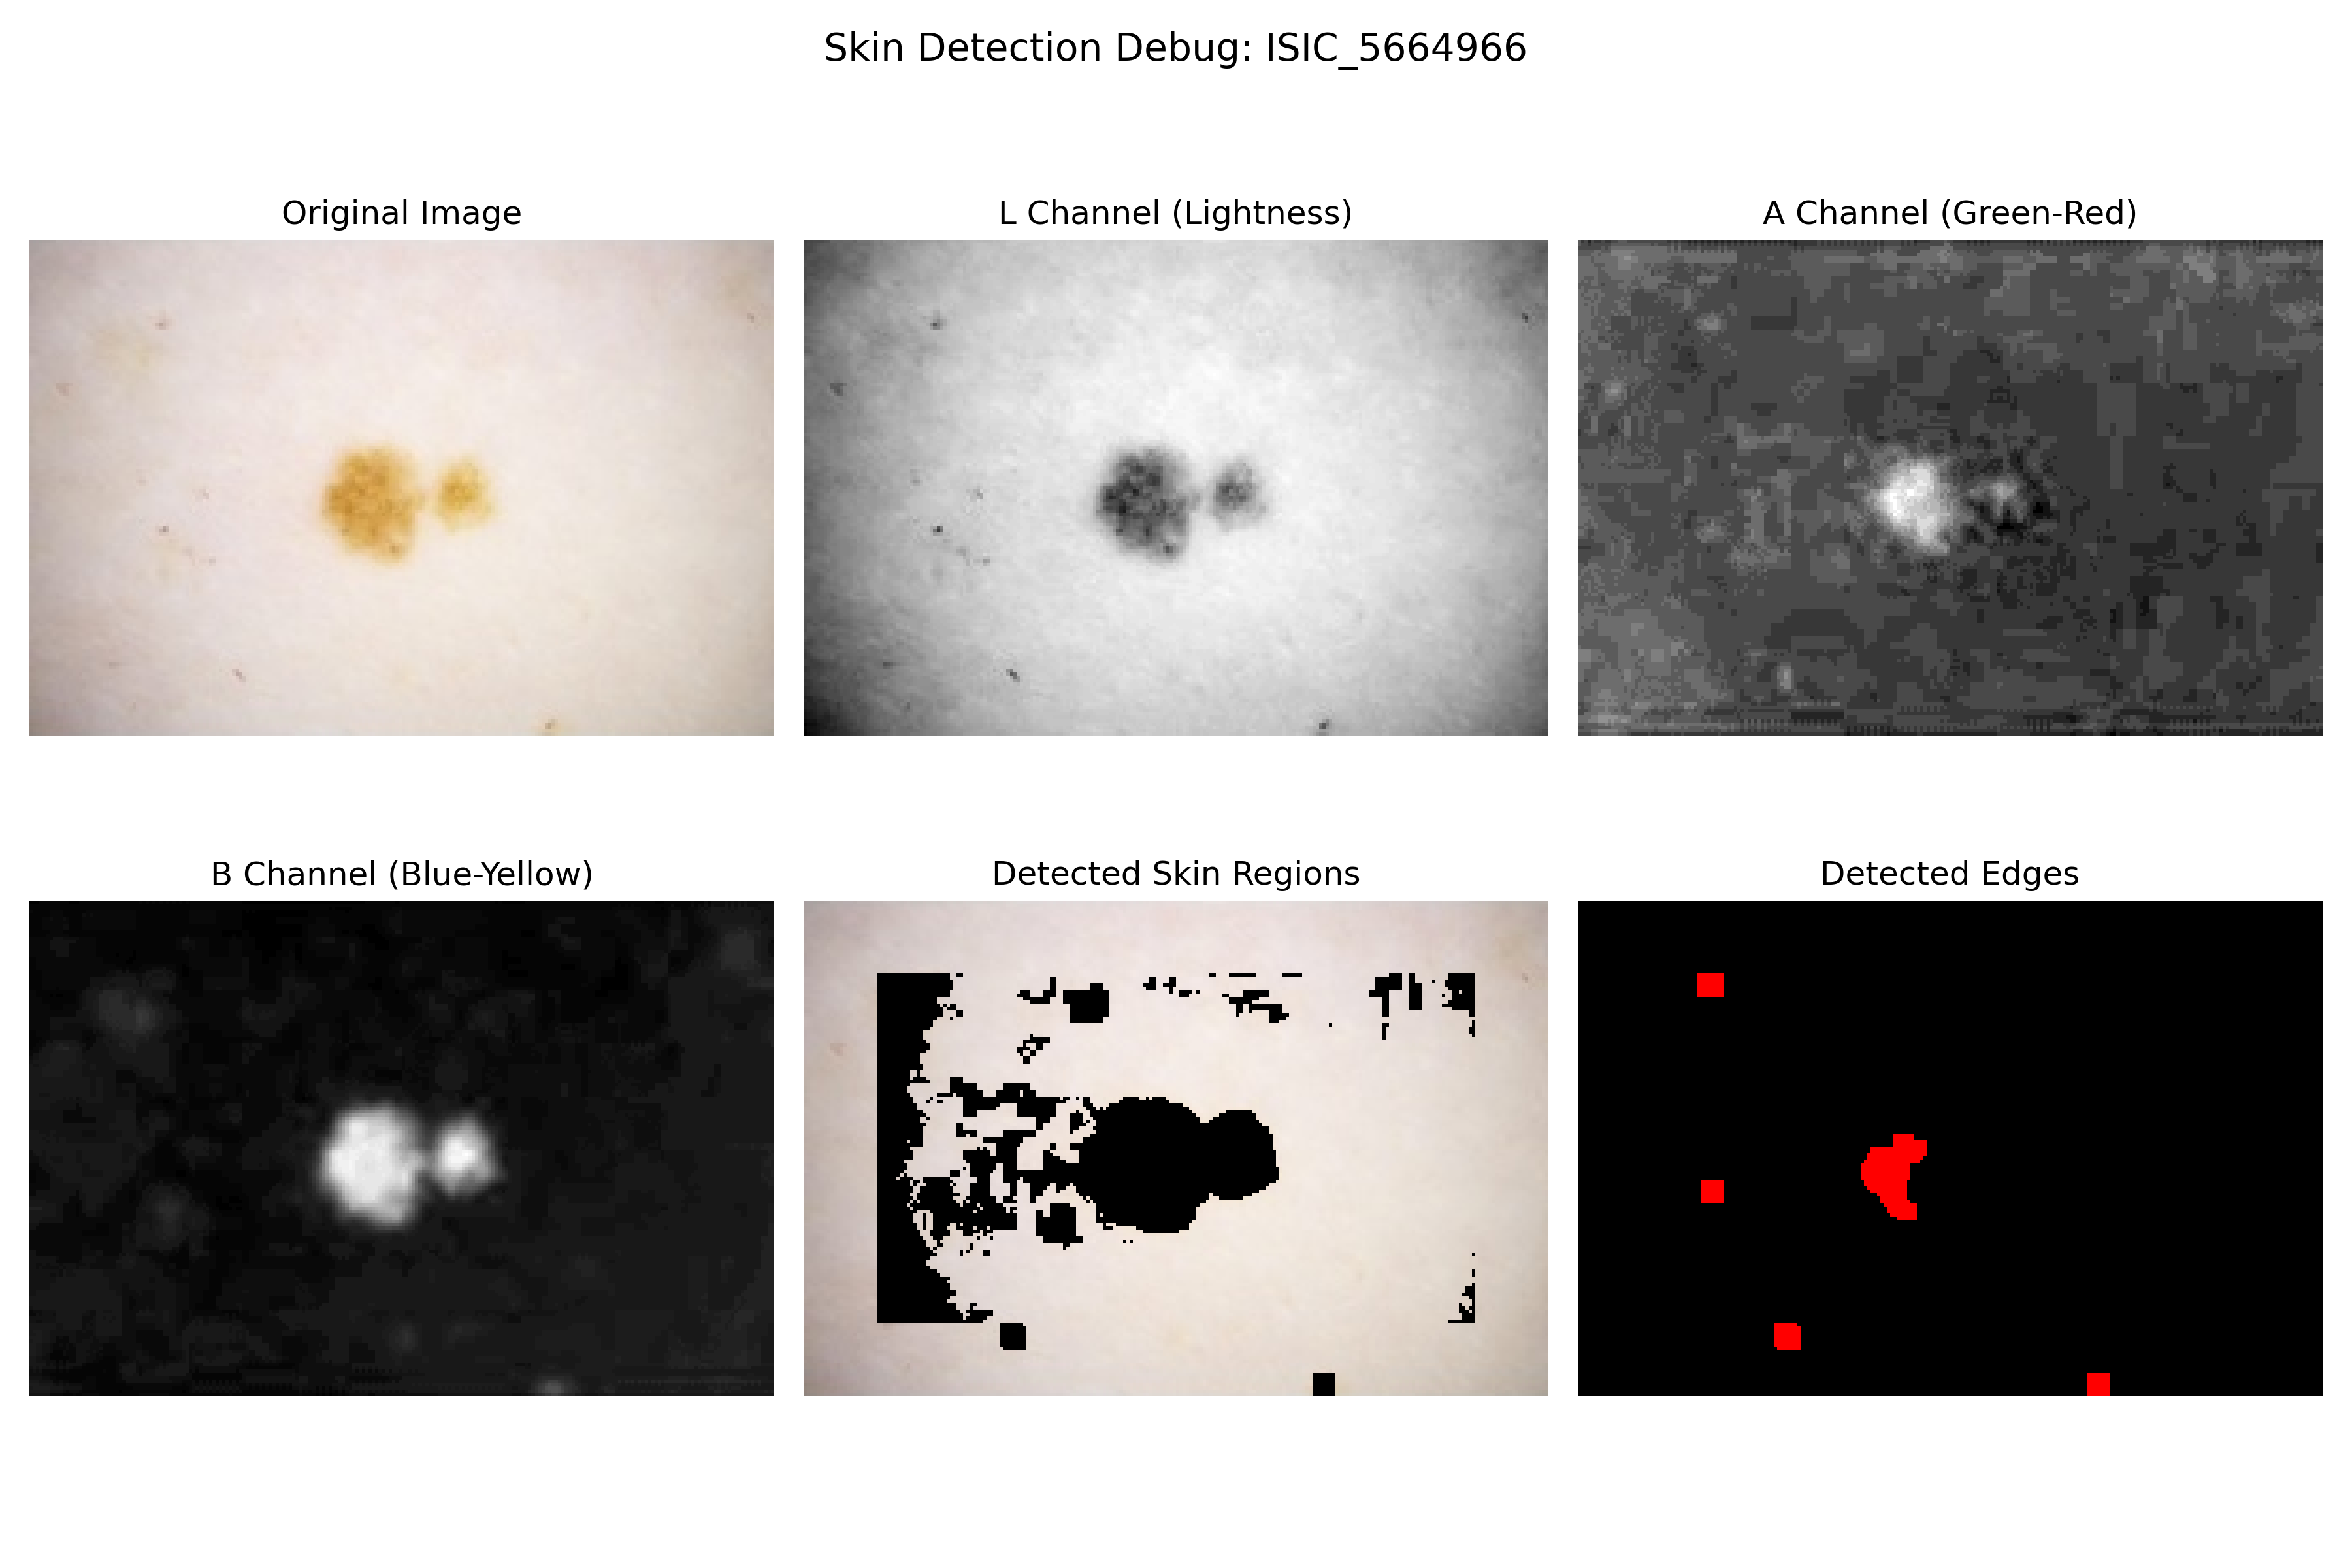 Skin Detection Debug: ISIC_5664966
Original Image
L Channel (Lightness)
A Channel (Green-Red)
B Channel (Blue-Yellow)
Detected Skin Regions
Detected Edges